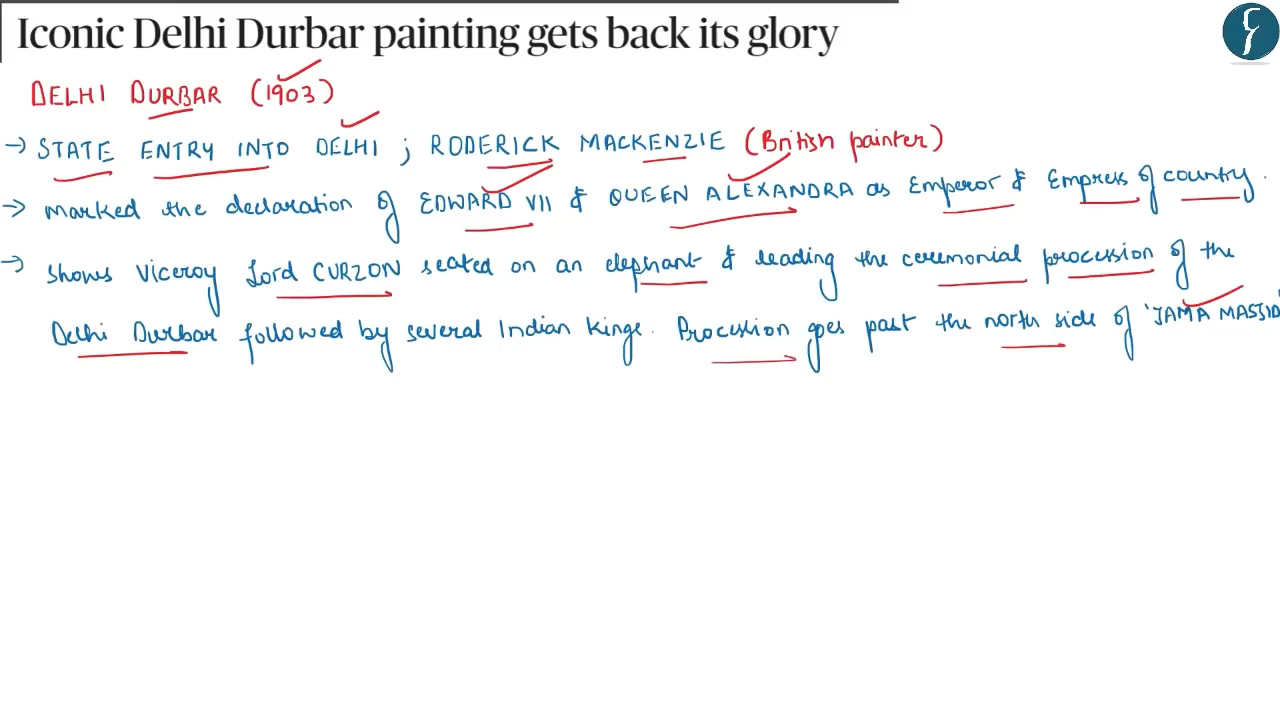 Iconic Delhi Durbar painting gets back its glory
DELHI DURBAR (1903)
→ STATE ENTRY INTO DELHI ; RODERICK MACKENZIE (British painter)
→ marked the declaration of EDWARD VII & QUEEN ALEXANDRA as Emperor & Empress of country.
→ shows Viceroy Lord CURZON seated on an elephant & leading the ceremonial procession of the
Delhi Durbar followed by several Indian Kings. Procession goes past the north side of 'JAMA MASJID'